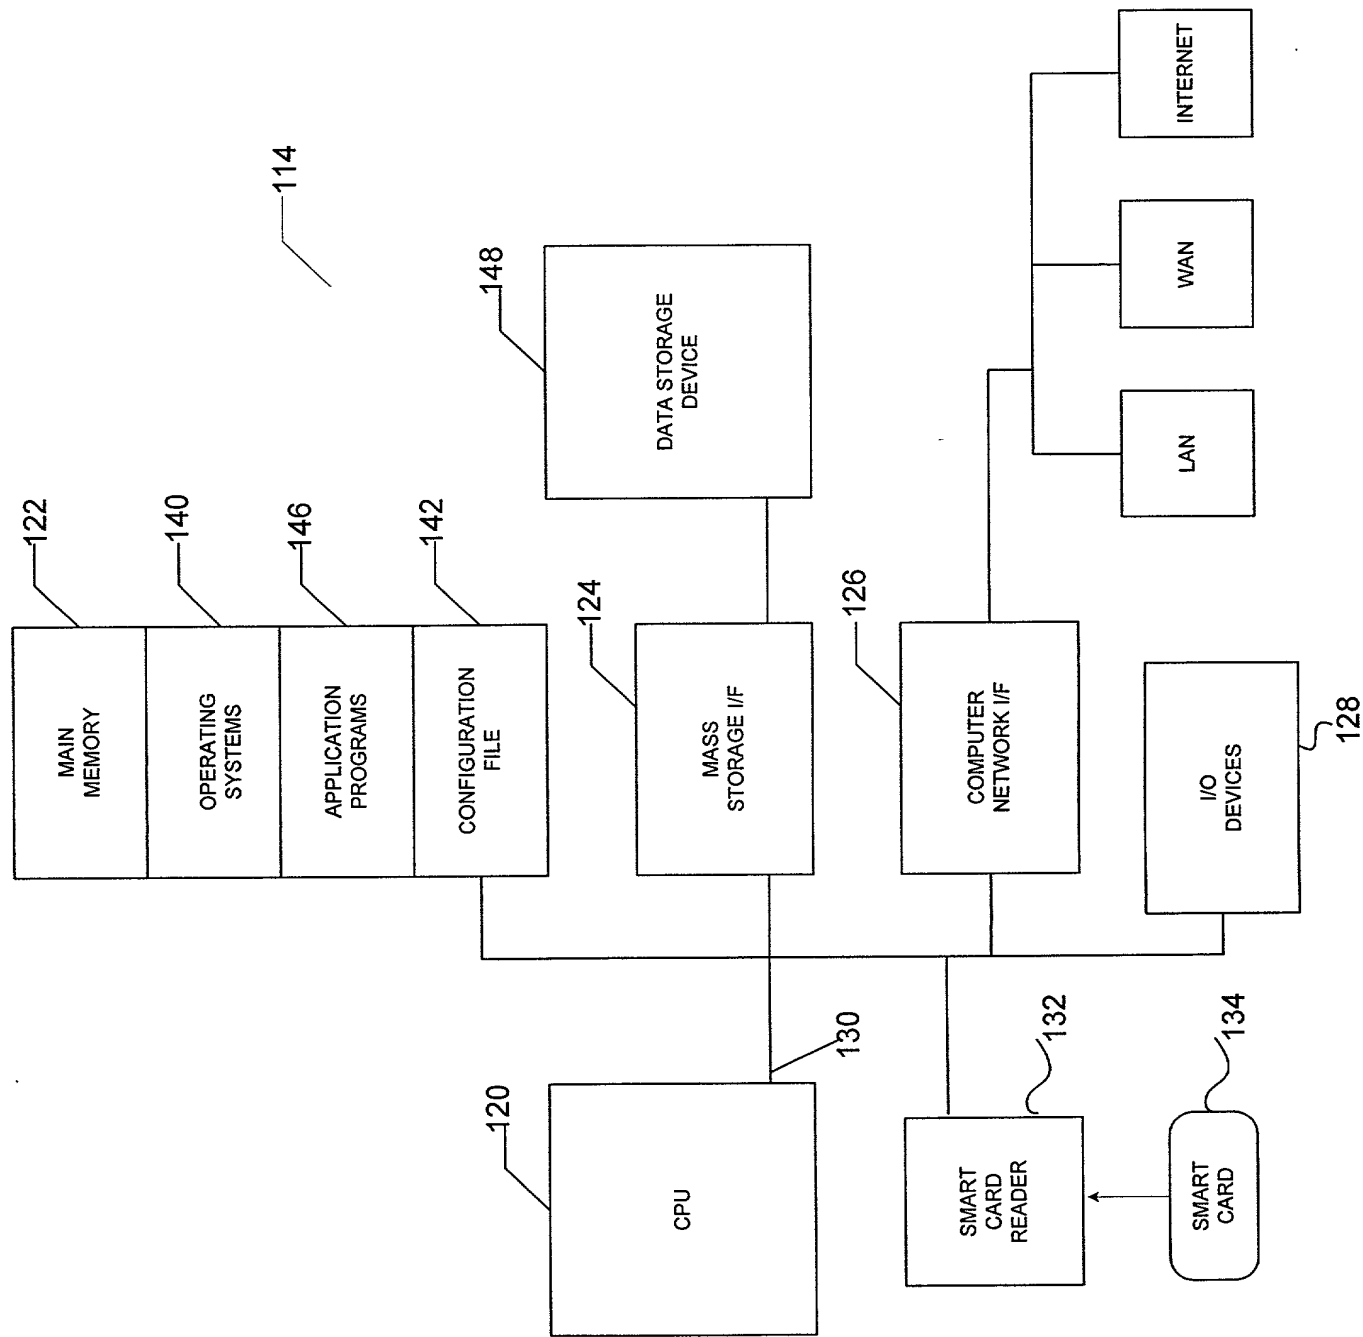 114
122
MAIN
MEMORY
140
OPERATING
SYSTEMS
146
APPLICATION
PROGRAMS
142
CONFIGURATION
FILE
120
CPU
130
124
MASS
STORAGE I/F
148
DATA STORAGE
DEVICE
126
COMPUTER
NETWORK I/F
132
SMART
CARD
READER
134
SMART
CARD
I/O
DEVICES
128
LAN
WAN
INTERNET